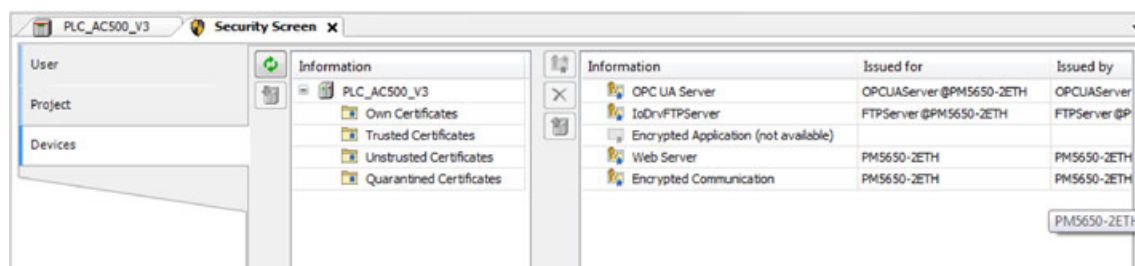 PLC_AC500_V3 Security Screen X
User
Project
Devices
Information
PLC_AC500_V3
Own Certificates
Trusted Certificates
Unstrusted Certificates
Quarantined Certificates
Information Issued for Issued by
OPC UA Server OPCUAServer@PM5650-2ETH OPCUAServer
IoDrvFTPServer FTPServer@PM5650-2ETH FTPServer@P
Encrypted Application (not available)
Web Server PM5650-2ETH PM5650-2ETH
Encrypted Communication PM5650-2ETH PM5650-2ETH
PM5650-2ETH